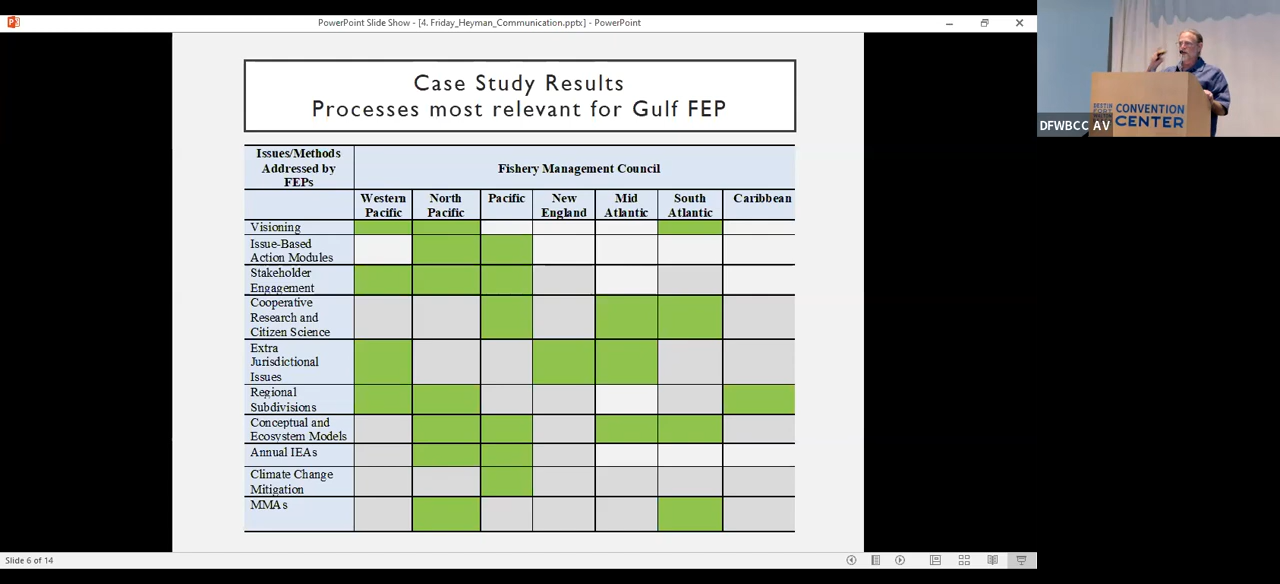 PowerPoint Slide Show - [4. Friday_Heyman_Communication.pptx] - PowerPoint
Case Study Results
Processes most relevant for Gulf FEP
Issues/Methods
Addressed by
FEPs
Fishery Management Council
Western
Pacific
North
Pacific
Pacific
New
England
Mid
Atlantic
South
Atlantic
Caribbean
Visioning
Issue-Based
Action Modules
Stakeholder
Engagement
Cooperative
Research and
Citizen Science
Extra
Jurisdictional
Issues
Regional
Subdivisions
Conceptual and
Ecosystem Models
Annual IEAs
Climate Change
Mitigation
MMAs
Slide 6 of 14
DESTIN
FORT
WALTON
CONVENTION
CENTER
DFWBCC AV